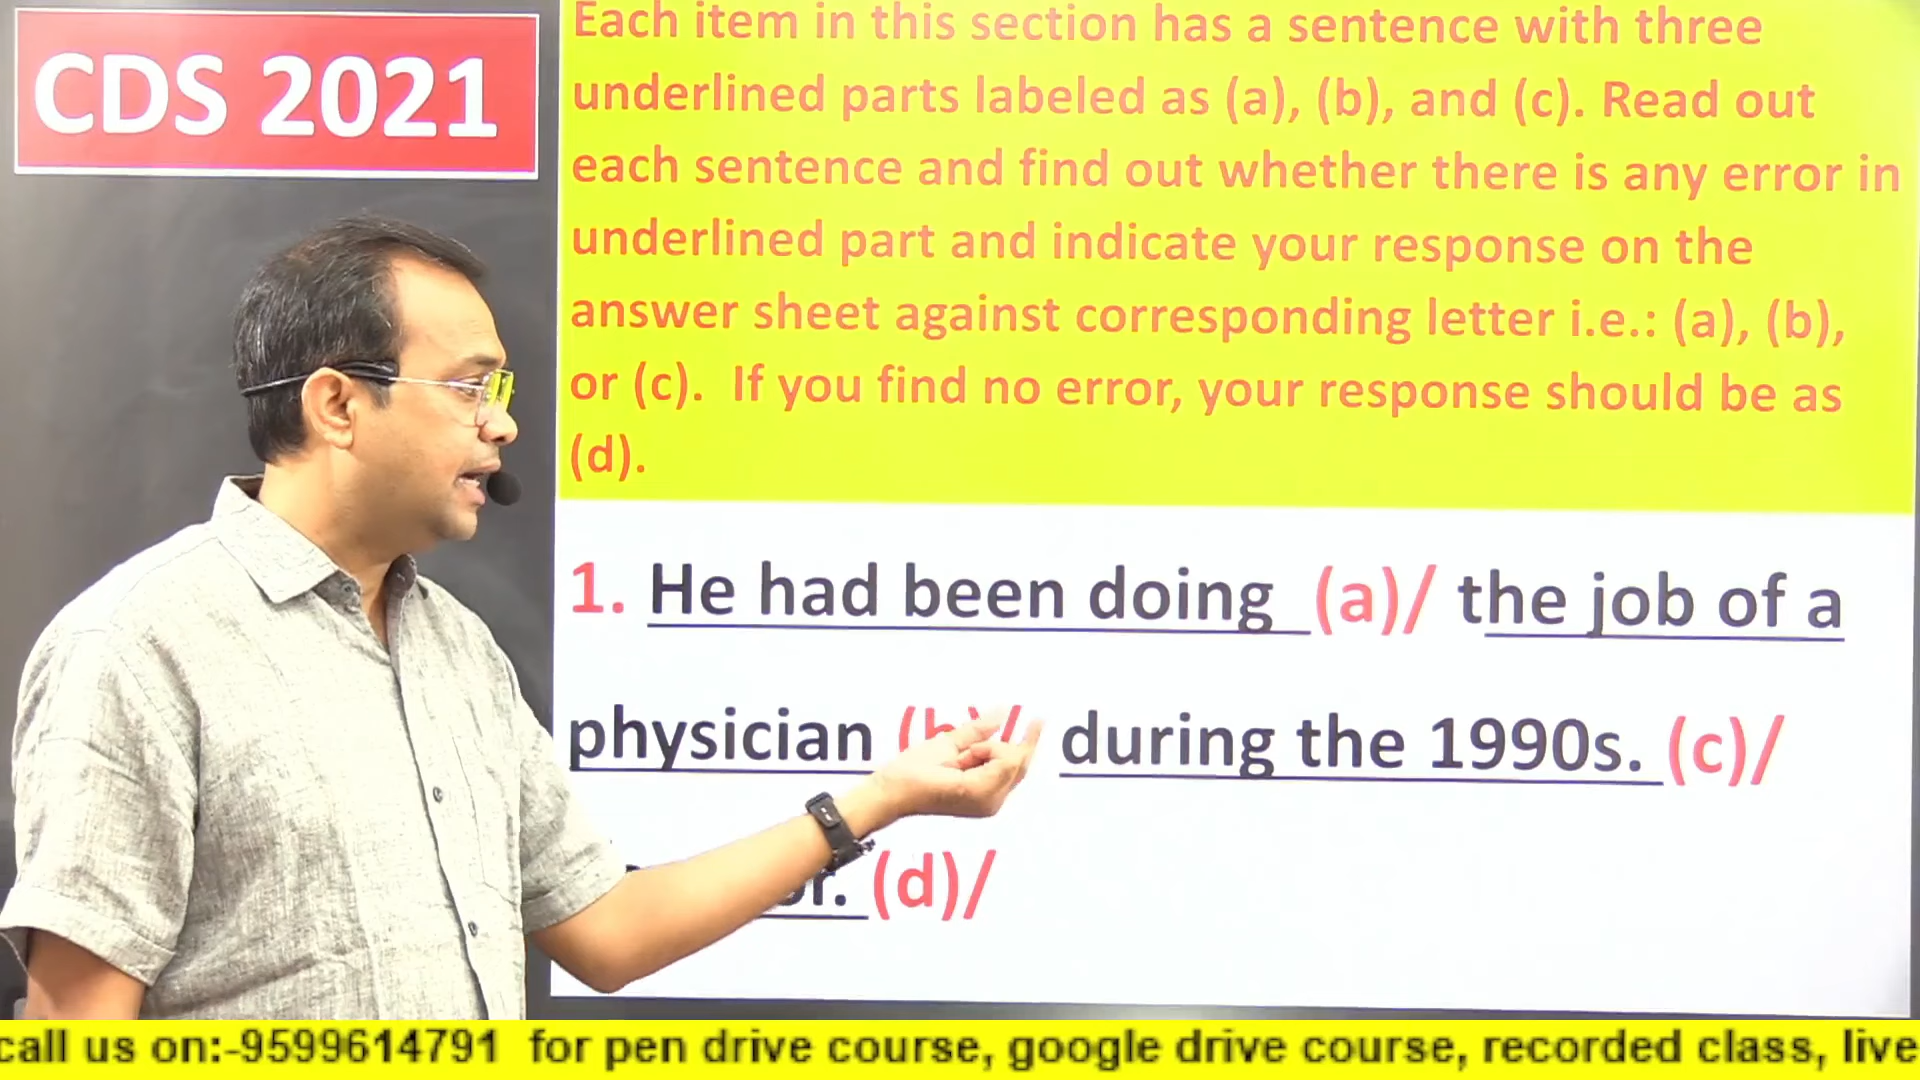 CDS 2021
Each item in this section has a sentence with three
underlined parts labeled as (a), (b), and (c). Read out
each sentence and find out whether there is any error in
underlined part and indicate your response on the
answer sheet against corresponding letter i.e.: (a), (b),
or (c). If you find no error, your response should be as
(d).
1. He had been doing (a)/ the job of a
physician (b)/ during the 1990s. (c)/
(d)/
call us on:-9599614791 for pen drive course, google drive course, recorded class, live